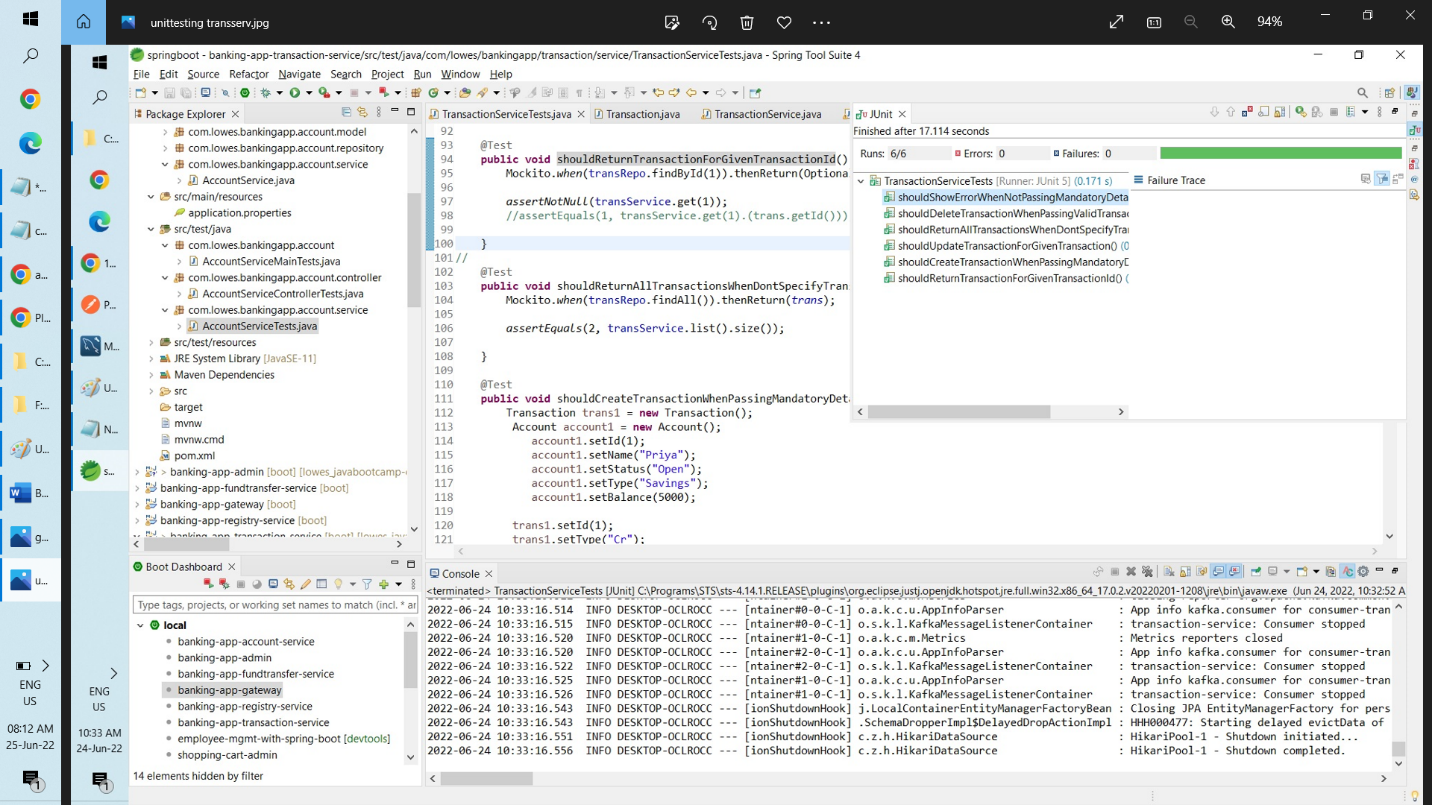 unittesting transserv.jpg
94%
springboot - banking-app-transaction-service/src/test/java/com/lowes/bankingapp/transaction/service/TransactionServiceTests.java - Spring Tool Suite 4
File Edit Source Refactor Navigate Search Project Run Window Help
Package Explorer
com.lowes.bankingapp.account.model
com.lowes.bankingapp.account.repository
com.lowes.bankingapp.account.service
AccountService.java
src/main/resources
application.properties
src/test/java
com.lowes.bankingapp.account
AccountServiceMainTests.java
com.lowes.bankingapp.account.controller
AccountServiceControllerTests.java
com.lowes.bankingapp.account.service
AccountServiceTests.java
src/test/resources
JRE System Library [JavaSE-11]
Maven Dependencies
src
target
mvnw
mvnw.cmd
pom.xml
> banking-app-admin [boot] [lowes_javabootcamp-
banking-app-fundtransfer-service [boot]
banking-app-gateway [boot]
banking-app-registry-service [boot]
TransactionServiceTests.java Transaction.java TransactionService.java
92
93 @Test
94 public void shouldReturnTransactionForGivenTransactionId()
95 Mockito.when(transRepo.findById(1)).thenReturn(Optiona
96
97 assertNotNull(transService.get(1));
98 //assertEquals(1, transService.get(1).(trans.getId()))
99
100 }
101 //
102 @Test
103 public void shouldReturnAllTransactionsWhenDontSpecifyTran
104 Mockito.when(transRepo.findAll()).thenReturn(trans);
105
106 assertEquals(2, transService.list().size());
107
108 }
109
110 @Test
111 public void shouldCreateTransactionWhenPassingMandatoryDeta
112 Transaction trans1 = new Transaction();
113 Account account1 = new Account();
114 account1.setId(1);
115 account1.setName("Priya");
116 account1.setStatus("Open");
117 account1.setType("Savings");
118 account1.setBalance(5000);
119
120 trans1.setId(1);
121 trans1.setType("Cr");
JUnit
Finished after 17.114 seconds
Runs: 6/6 Errors: 0 Failures: 0
TransactionServiceTests [Runner: JUnit 5] (0.171 s)
shouldShowErrorWhenNotPassingMandatoryDeta
shouldDeleteTransactionWhenPassingValidTransac
shouldReturnAllTransactionsWhenDontSpecifyTran
shouldUpdateTransactionForGivenTransaction() (0
shouldCreateTransactionWhenPassingMandatoryD
shouldReturnTransactionForGivenTransactionId() (
Failure Trace
Boot Dashboard
Type tags, projects, or working set names to match (incl. * ar
local
banking-app-account-service
banking-app-admin
banking-app-fundtransfer-service
banking-app-gateway
banking-app-registry-service
banking-app-transaction-service
employee-mgmt-with-spring-boot [devtools]
shopping-cart-admin
14 elements hidden by filter
Console
<terminated> TransactionServiceTests [JUnit] C:\Programs\STS\sts-4.14.1.RELEASE\plugins\org.eclipse.justj.openjdk.hotspot.jre.full.win32.x86_64_17.0.2.v20220201-1208\jre\bin\javaw.exe (Jun 24, 2022, 10:32:52 A
2022-06-24 10:33:16.514 INFO DESKTOP-OCLROCC --- [ntainer#0-0-C-1] o.a.k.c.u.AppInfoParser : App info kafka.consumer for consumer-tran
2022-06-24 10:33:16.515 INFO DESKTOP-OCLROCC --- [ntainer#0-0-C-1] o.s.k.l.KafkaMessageListenerContainer : transaction-service: Consumer stopped
2022-06-24 10:33:16.520 INFO DESKTOP-OCLROCC --- [ntainer#1-0-C-1] o.a.k.c.m.Metrics : Metrics reporters closed
2022-06-24 10:33:16.520 INFO DESKTOP-OCLROCC --- [ntainer#2-0-C-1] o.a.k.c.u.AppInfoParser : App info kafka.consumer for consumer-tran
2022-06-24 10:33:16.522 INFO DESKTOP-OCLROCC --- [ntainer#2-0-C-1] o.s.k.l.KafkaMessageListenerContainer : transaction-service: Consumer stopped
2022-06-24 10:33:16.525 INFO DESKTOP-OCLROCC --- [ntainer#1-0-C-1] o.a.k.c.u.AppInfoParser : App info kafka.consumer for consumer-tran
2022-06-24 10:33:16.526 INFO DESKTOP-OCLROCC --- [ntainer#1-0-C-1] o.s.k.l.KafkaMessageListenerContainer : transaction-service: Consumer stopped
2022-06-24 10:33:16.543 INFO DESKTOP-OCLROCC --- [ionShutdownHook] j.LocalContainerEntityManagerFactoryBean : Closing JPA EntityManagerFactory for pers
2022-06-24 10:33:16.543 INFO DESKTOP-OCLROCC --- [ionShutdownHook] .SchemaDropperImpl$DelayedDropActionImpl : HHH000477: Starting delayed evictData of
2022-06-24 10:33:16.551 INFO DESKTOP-OCLROCC --- [ionShutdownHook] c.z.h.HikariDataSource : HikariPool-1 - Shutdown initiated...
2022-06-24 10:33:16.556 INFO DESKTOP-OCLROCC --- [ionShutdownHook] c.z.h.HikariDataSource : HikariPool-1 - Shutdown completed.
*...
c...
a...
Pl...
C:...
F:...
U...
B...
g...
u...
ENG
US
08:12 AM
25-Jun-22
1
C:...
1...
P...
M...
U...
N...
s...
ENG
US
10:33 AM
24-Jun-22
1